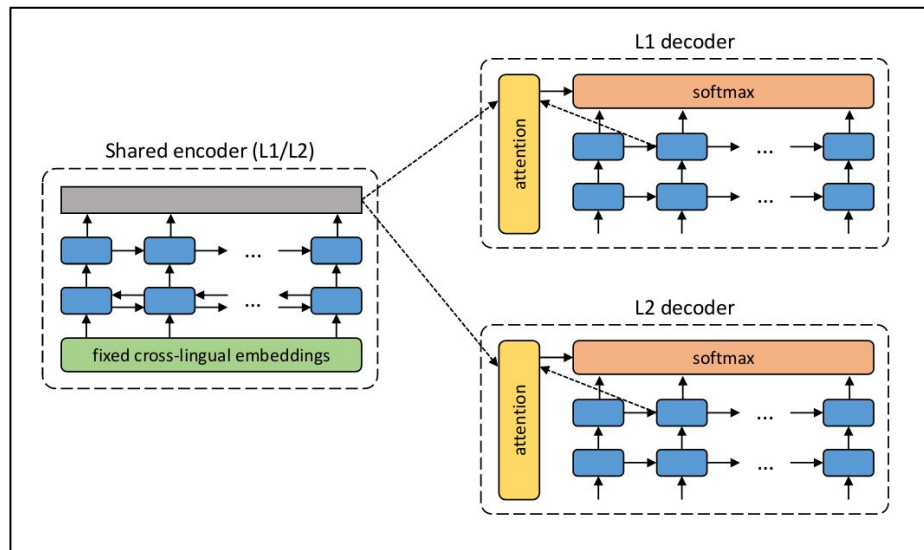 Shared encoder (L1/L2)
...
...
fixed cross-lingual embeddings
L1 decoder
attention
softmax
...
...
L2 decoder
attention
softmax
...
...